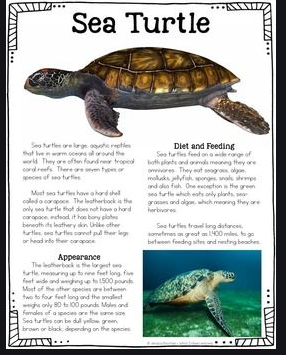 Sea Turtle
Sea turtles are large, aquatic reptiles
that live in warm oceans all around the
world. They are often found near tropical
coral reefs. There are seven types or
species of sea turtles.
Most sea turtles have a hard shell
called a carapace. The leatherback is the
only sea turtle that does not have a hard
carapace; instead, it has bony plates
beneath its leathery skin. Unlike other
turtles, sea turtles cannot pull their legs
or head into their carapace.
Appearance
The leatherback is the largest sea
turtle, measuring up to nine feet long, five
feet wide and weighing up to 1,500 pounds.
Most of the other species are between
two to four feet long and the smallest
weighs only 80 to 100 pounds. Males and
females of a species are the same size.
Sea turtles can be dull yellow, green,
brown or black; depending on the species.
Diet and Feeding
Sea turtles feed on a wide-range of
both plants and animals meaning they are
omnivores. They eat seagrass, algae,
mollusks, jellyfish, sponges, snails, shrimps
and also fish. One exception is the green
sea turtle which eats only plants, sea-
grasses and algae, which meaning they are
herbivores.
Sea turtles travel long distances,
sometimes as great as 1,400 miles, to go
between feeding sites and nesting beaches.